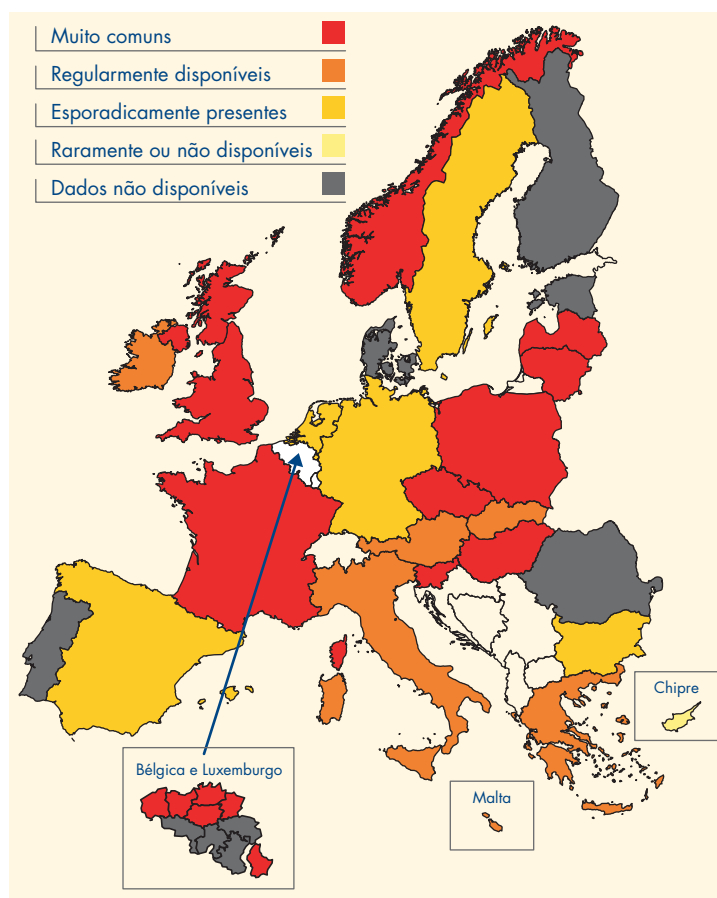 Muito comuns
Regularmente disponíveis
Esporadicamente presentes
Raramente ou não disponíveis
Dados não disponíveis
Chipre
Bélgica e Luxemburgo
Malta